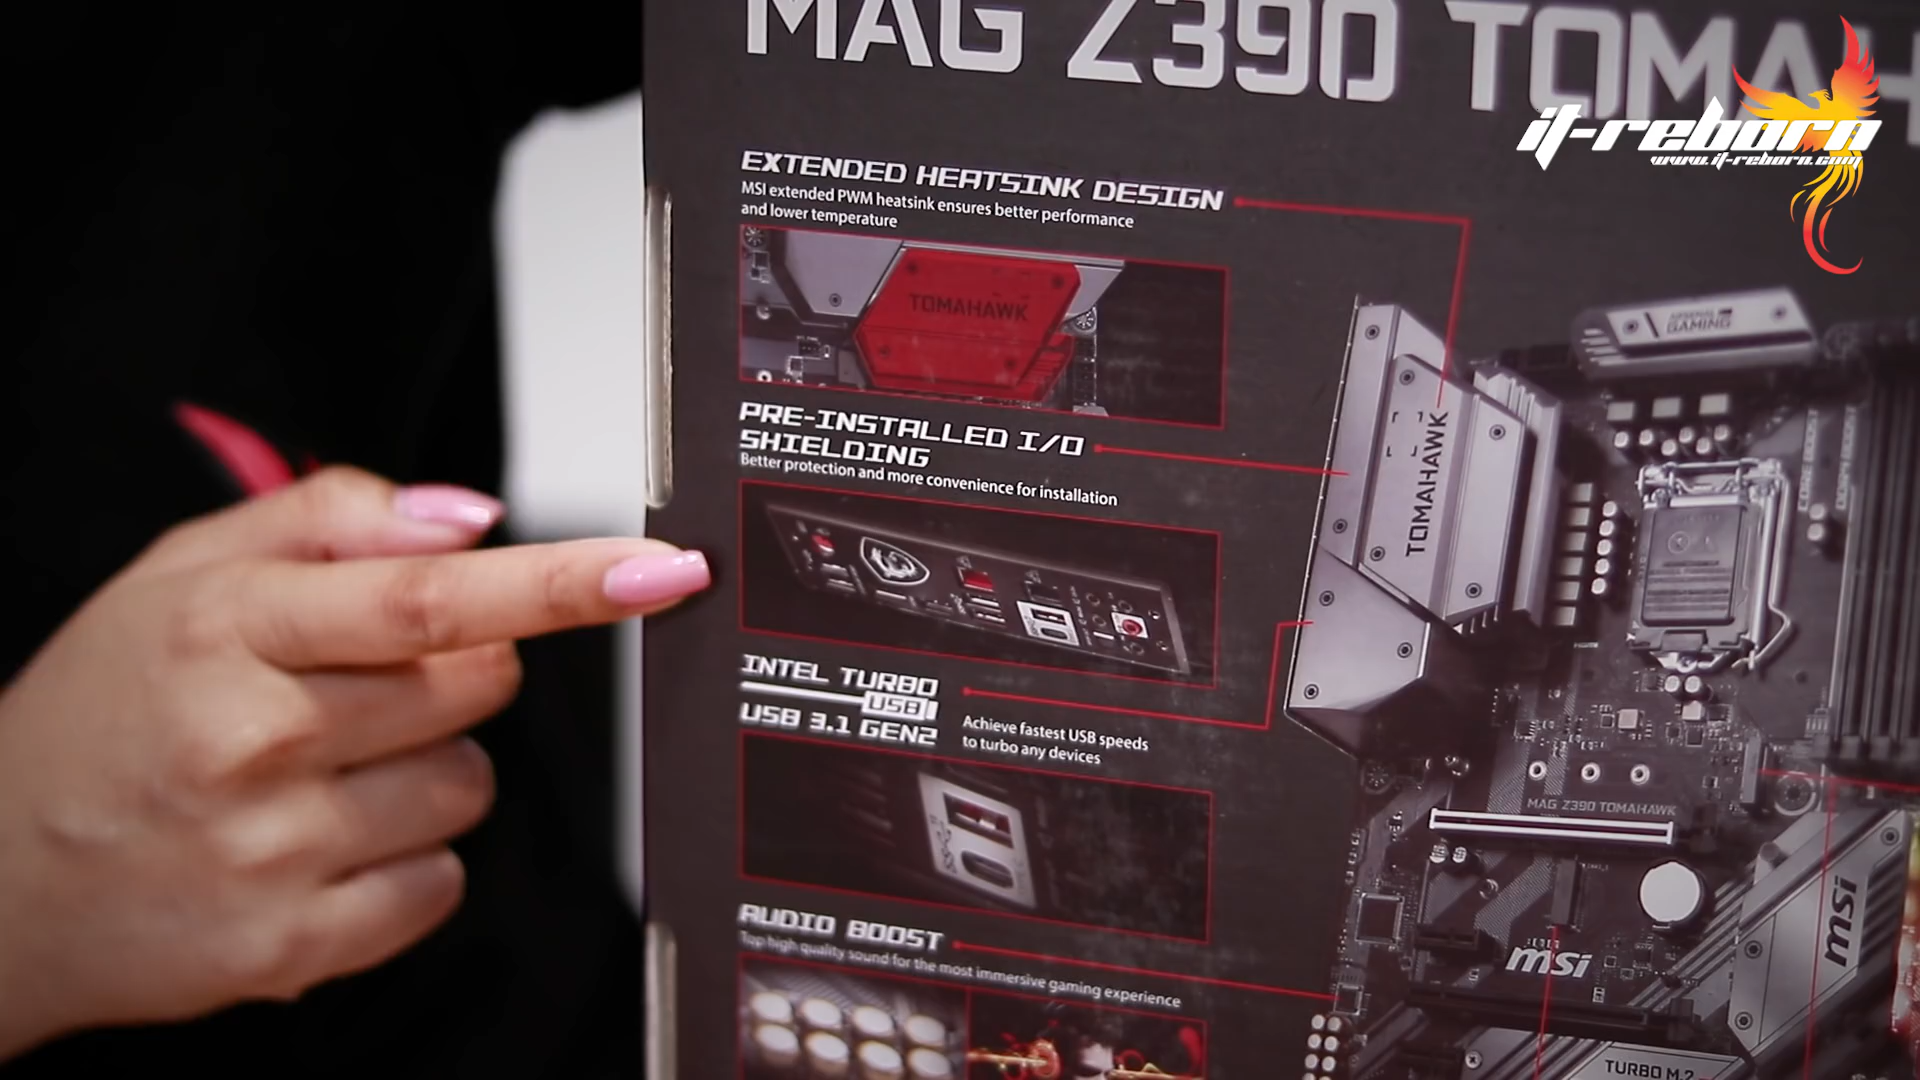 MAG Z390 TOMAH
it-reborn
www.it-reborn.com
EXTENDED HEATSINK DESIGN
MSI extended PWM heatsink ensures better performance
and lower temperature
TOMAHAWK
GAMING
PRE-INSTALLED I/O
SHIELDING
Better protection and more convenience for installation
TOMAHAWK
INTEL TURBO
USB
USB 3.1 GEN2
Achieve fastest USB speeds
to turbo any devices
MAG Z390 TOMAHAWK
AUDIO BOOST
Top high quality sound for the most immersive gaming experience
msi
msi
TURBO M.2